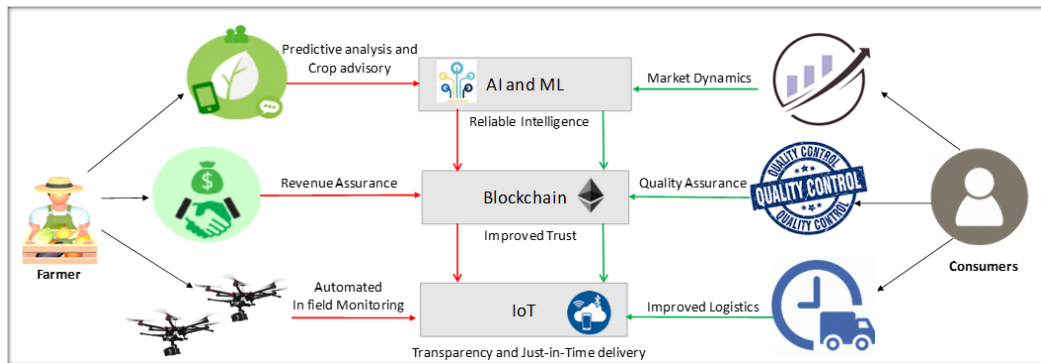 Predictive analysis and
Crop advisory
AI and ML
Market Dynamics
Reliable Intelligence
$
Revenue Assurance
Blockchain
Quality Assurance
QUALITY CONTROL
QUALITY CONTROL
QUALITY CONTROL
Improved Trust
Farmer
Consumers
Automated
In field Monitoring
IoT
Improved Logistics
Transparency and Just-in-Time delivery